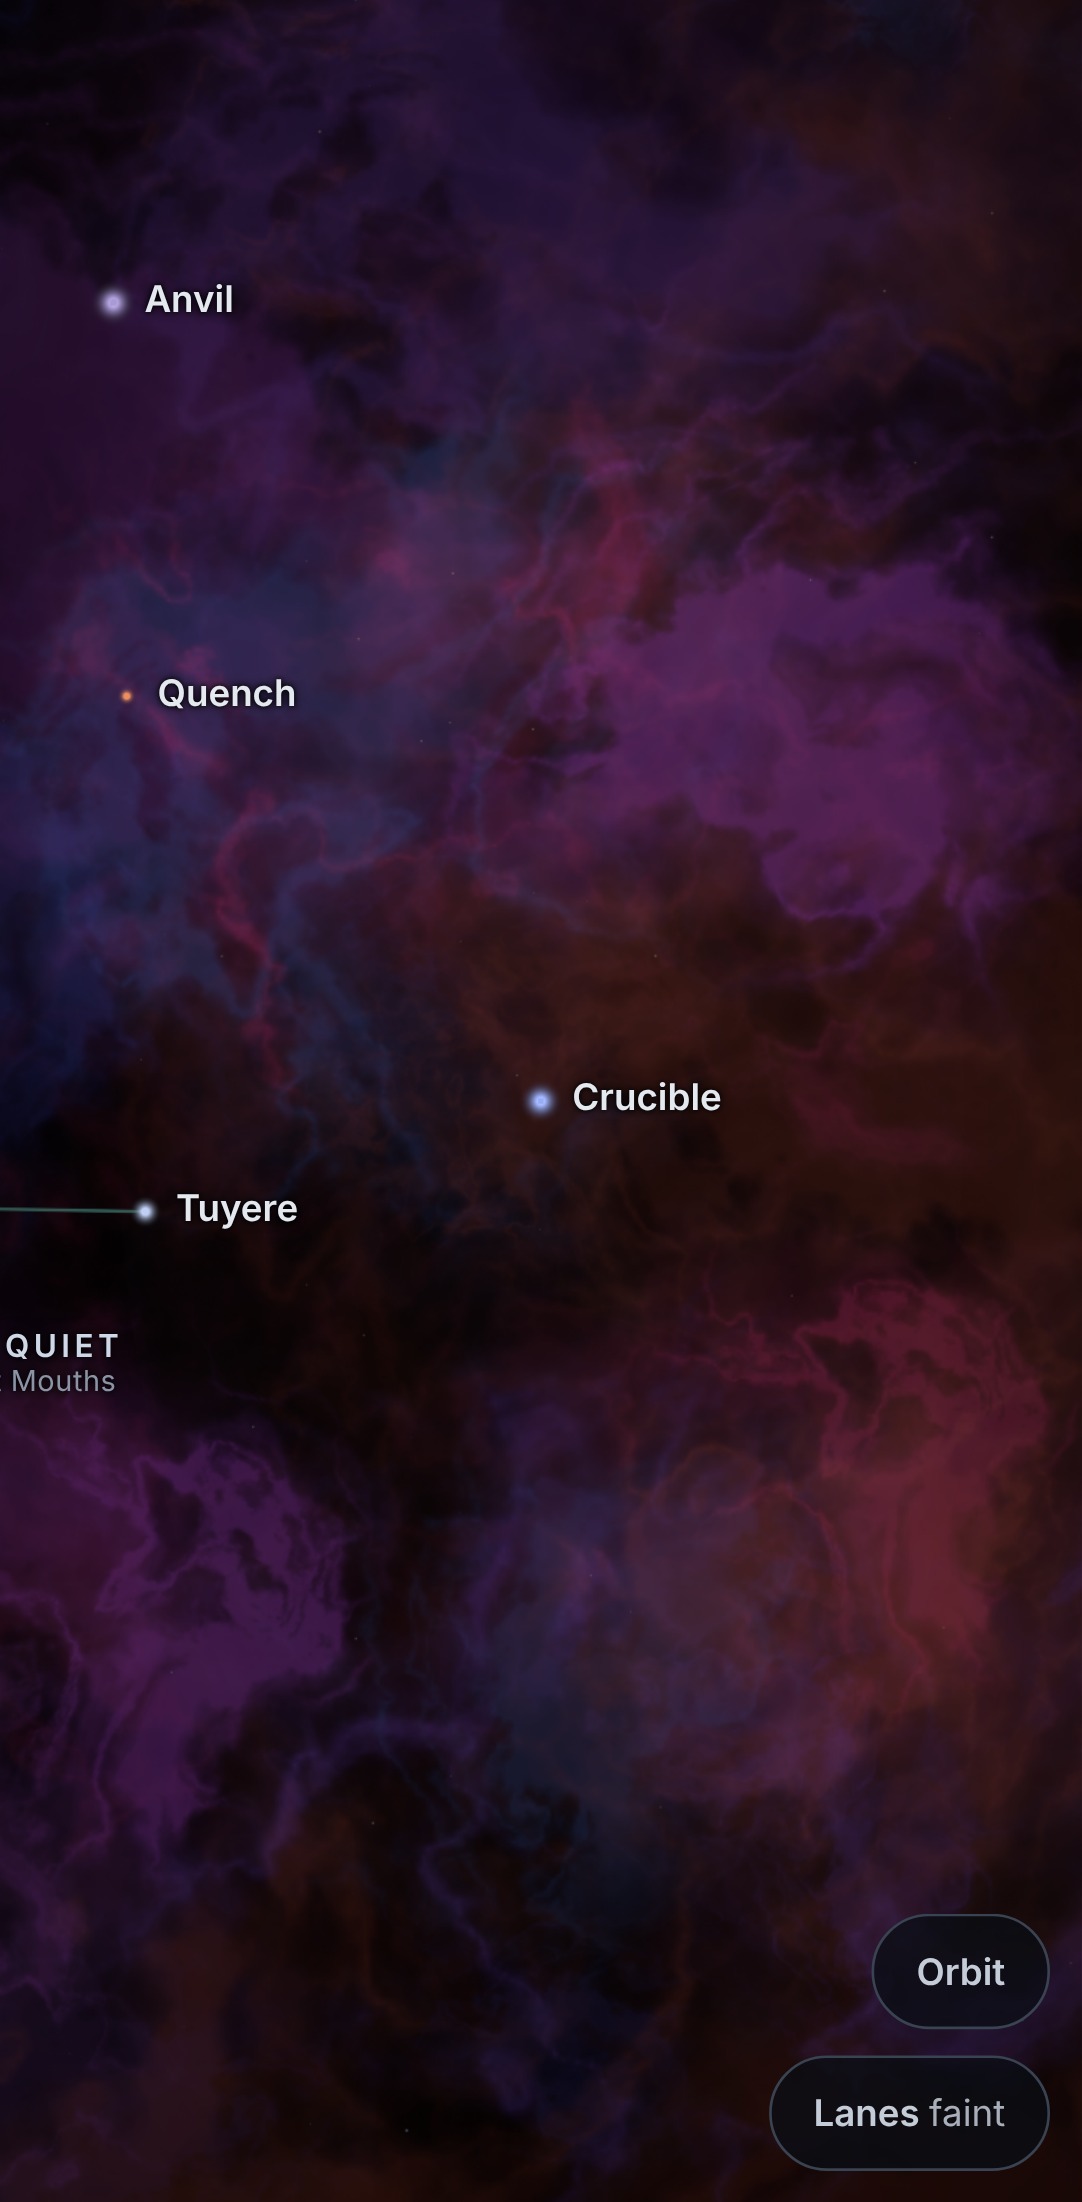 Anvil
Quench
Crucible
Tuyere
QUIET
Mouths
Orbit
Lanes faint